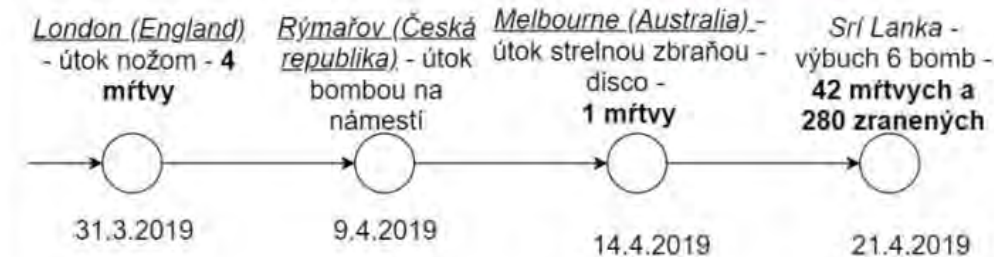 London (England)
- útok nožom - 4
mŕtvy
Rýmařov (Česká
republika) - útok
bombou na
námestí
Melbourne (Australia) -
útok strelnou zbraňou -
disco -
1 mŕtvy
Srí Lanka -
výbuch 6 bomb -
42 mŕtvych a
280 zranených
31.3.2019
9.4.2019
14.4.2019
21.4.2019